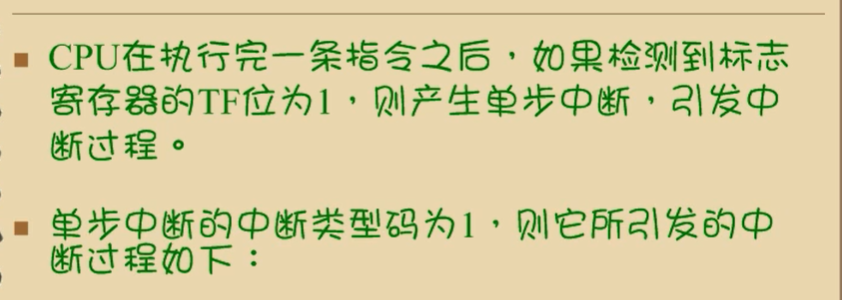 CPU在执行完一条指令之后，如果检测到标志
寄存器的TF位为1，则产生单步中断，引发中
断过程。
单步中断的中断类型码为1，则它所引发的中
断过程如下：